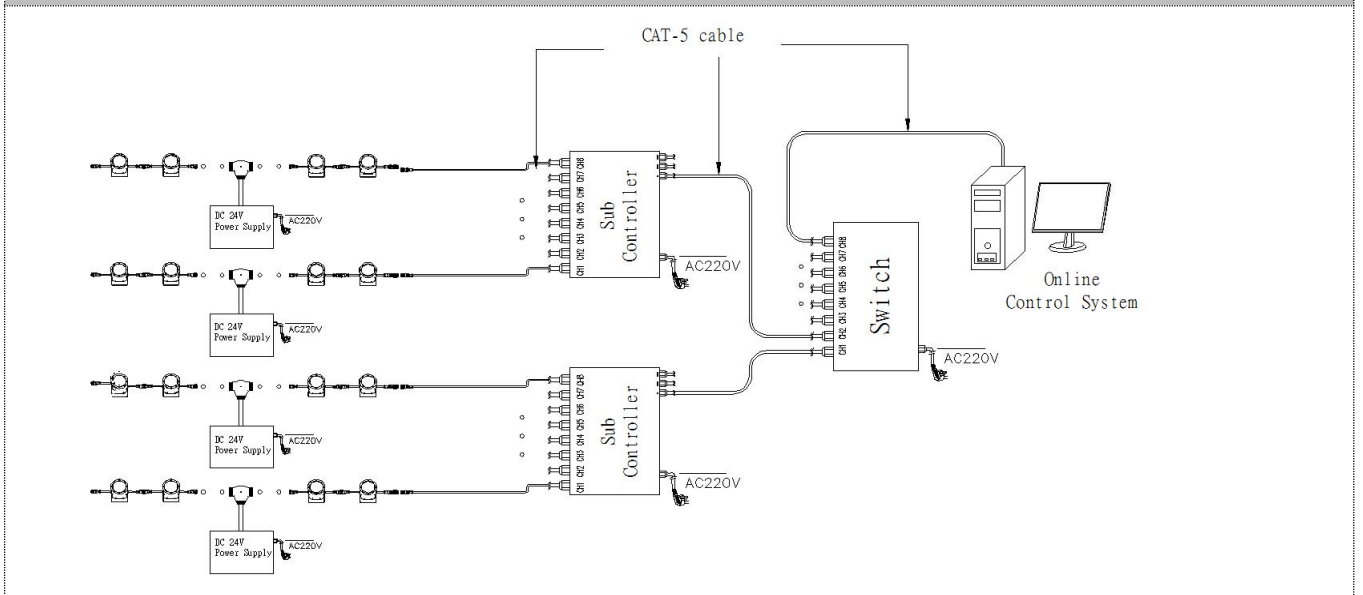 CAT-5 cable
DC 24V
Power Supply
AC220V
DC 24V
Power Supply
AC220V
DC 24V
Power Supply
AC220V
DC 24V
Power Supply
AC220V
CH8
CH7
CH6
CH5
CH4
CH3
CH2
CH1
Sub
Controller
AC220V
CH8
CH7
CH6
CH5
CH4
CH3
CH2
CH1
Sub
Controller
AC220V
CH8
CH7
CH6
CH5
CH4
CH3
CH2
CH1
Switch
AC220V
Online
Control System